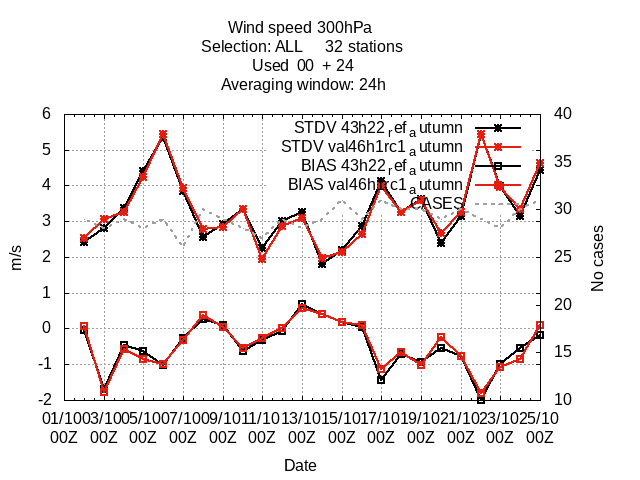 Wind speed 300hPa
Selection: ALL 32 stations
Used 00 + 24
Averaging window: 24h
6 40
STDV 43h22ref_autumn
STDV val46h1rc1_autumn
5 35
BIAS 43h22ref_autumn
4 BIAS val46h1rc1_autumn
CASES 30
3
2 25
1 20
0 15
-1
-2 10
m/s
No cases
01/10 03/10 05/10 07/10 09/10 11/10 13/10 15/10 17/10 19/10 21/10 23/10 25/10
00Z 00Z 00Z 00Z 00Z 00Z 00Z 00Z 00Z 00Z 00Z 00Z 00Z
Date